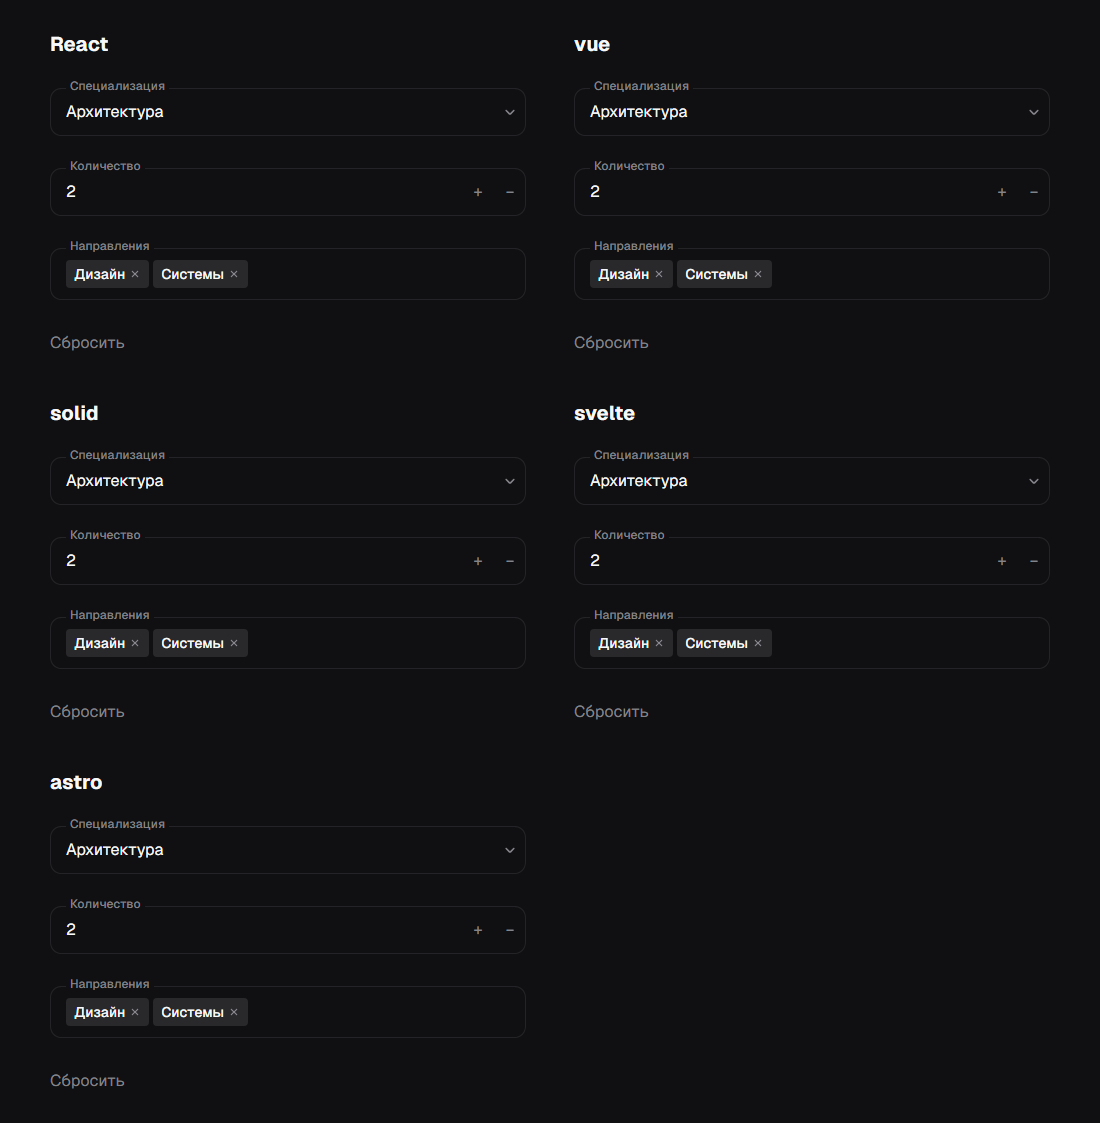 React
Специализация
Архитектура
Количество
2 + −
Направления
Дизайн × Системы ×
Сбросить
vue
Специализация
Архитектура
Количество
2 + −
Направления
Дизайн × Системы ×
Сбросить
solid
Специализация
Архитектура
Количество
2 + −
Направления
Дизайн × Системы ×
Сбросить
svelte
Специализация
Архитектура
Количество
2 + −
Направления
Дизайн × Системы ×
Сбросить
astro
Специализация
Архитектура
Количество
2 + −
Направления
Дизайн × Системы ×
Сбросить